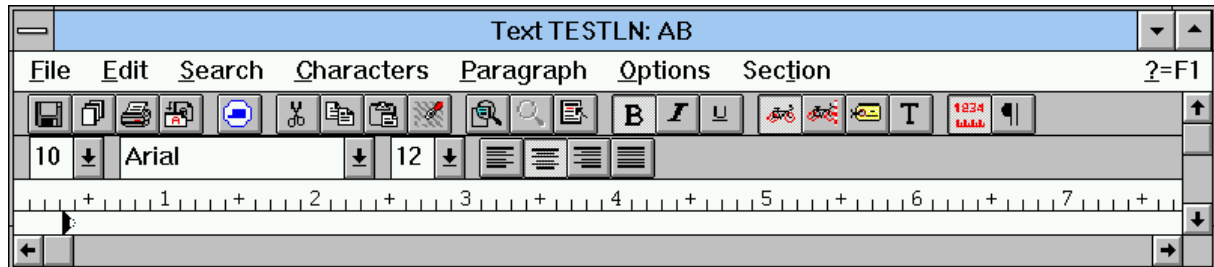 Text TESTLN: AB
File Edit Search Characters Paragraph Options Section ?=F1
B I U T 1234 ¶
10 Arial 12
1 2 3 4 5 6 7